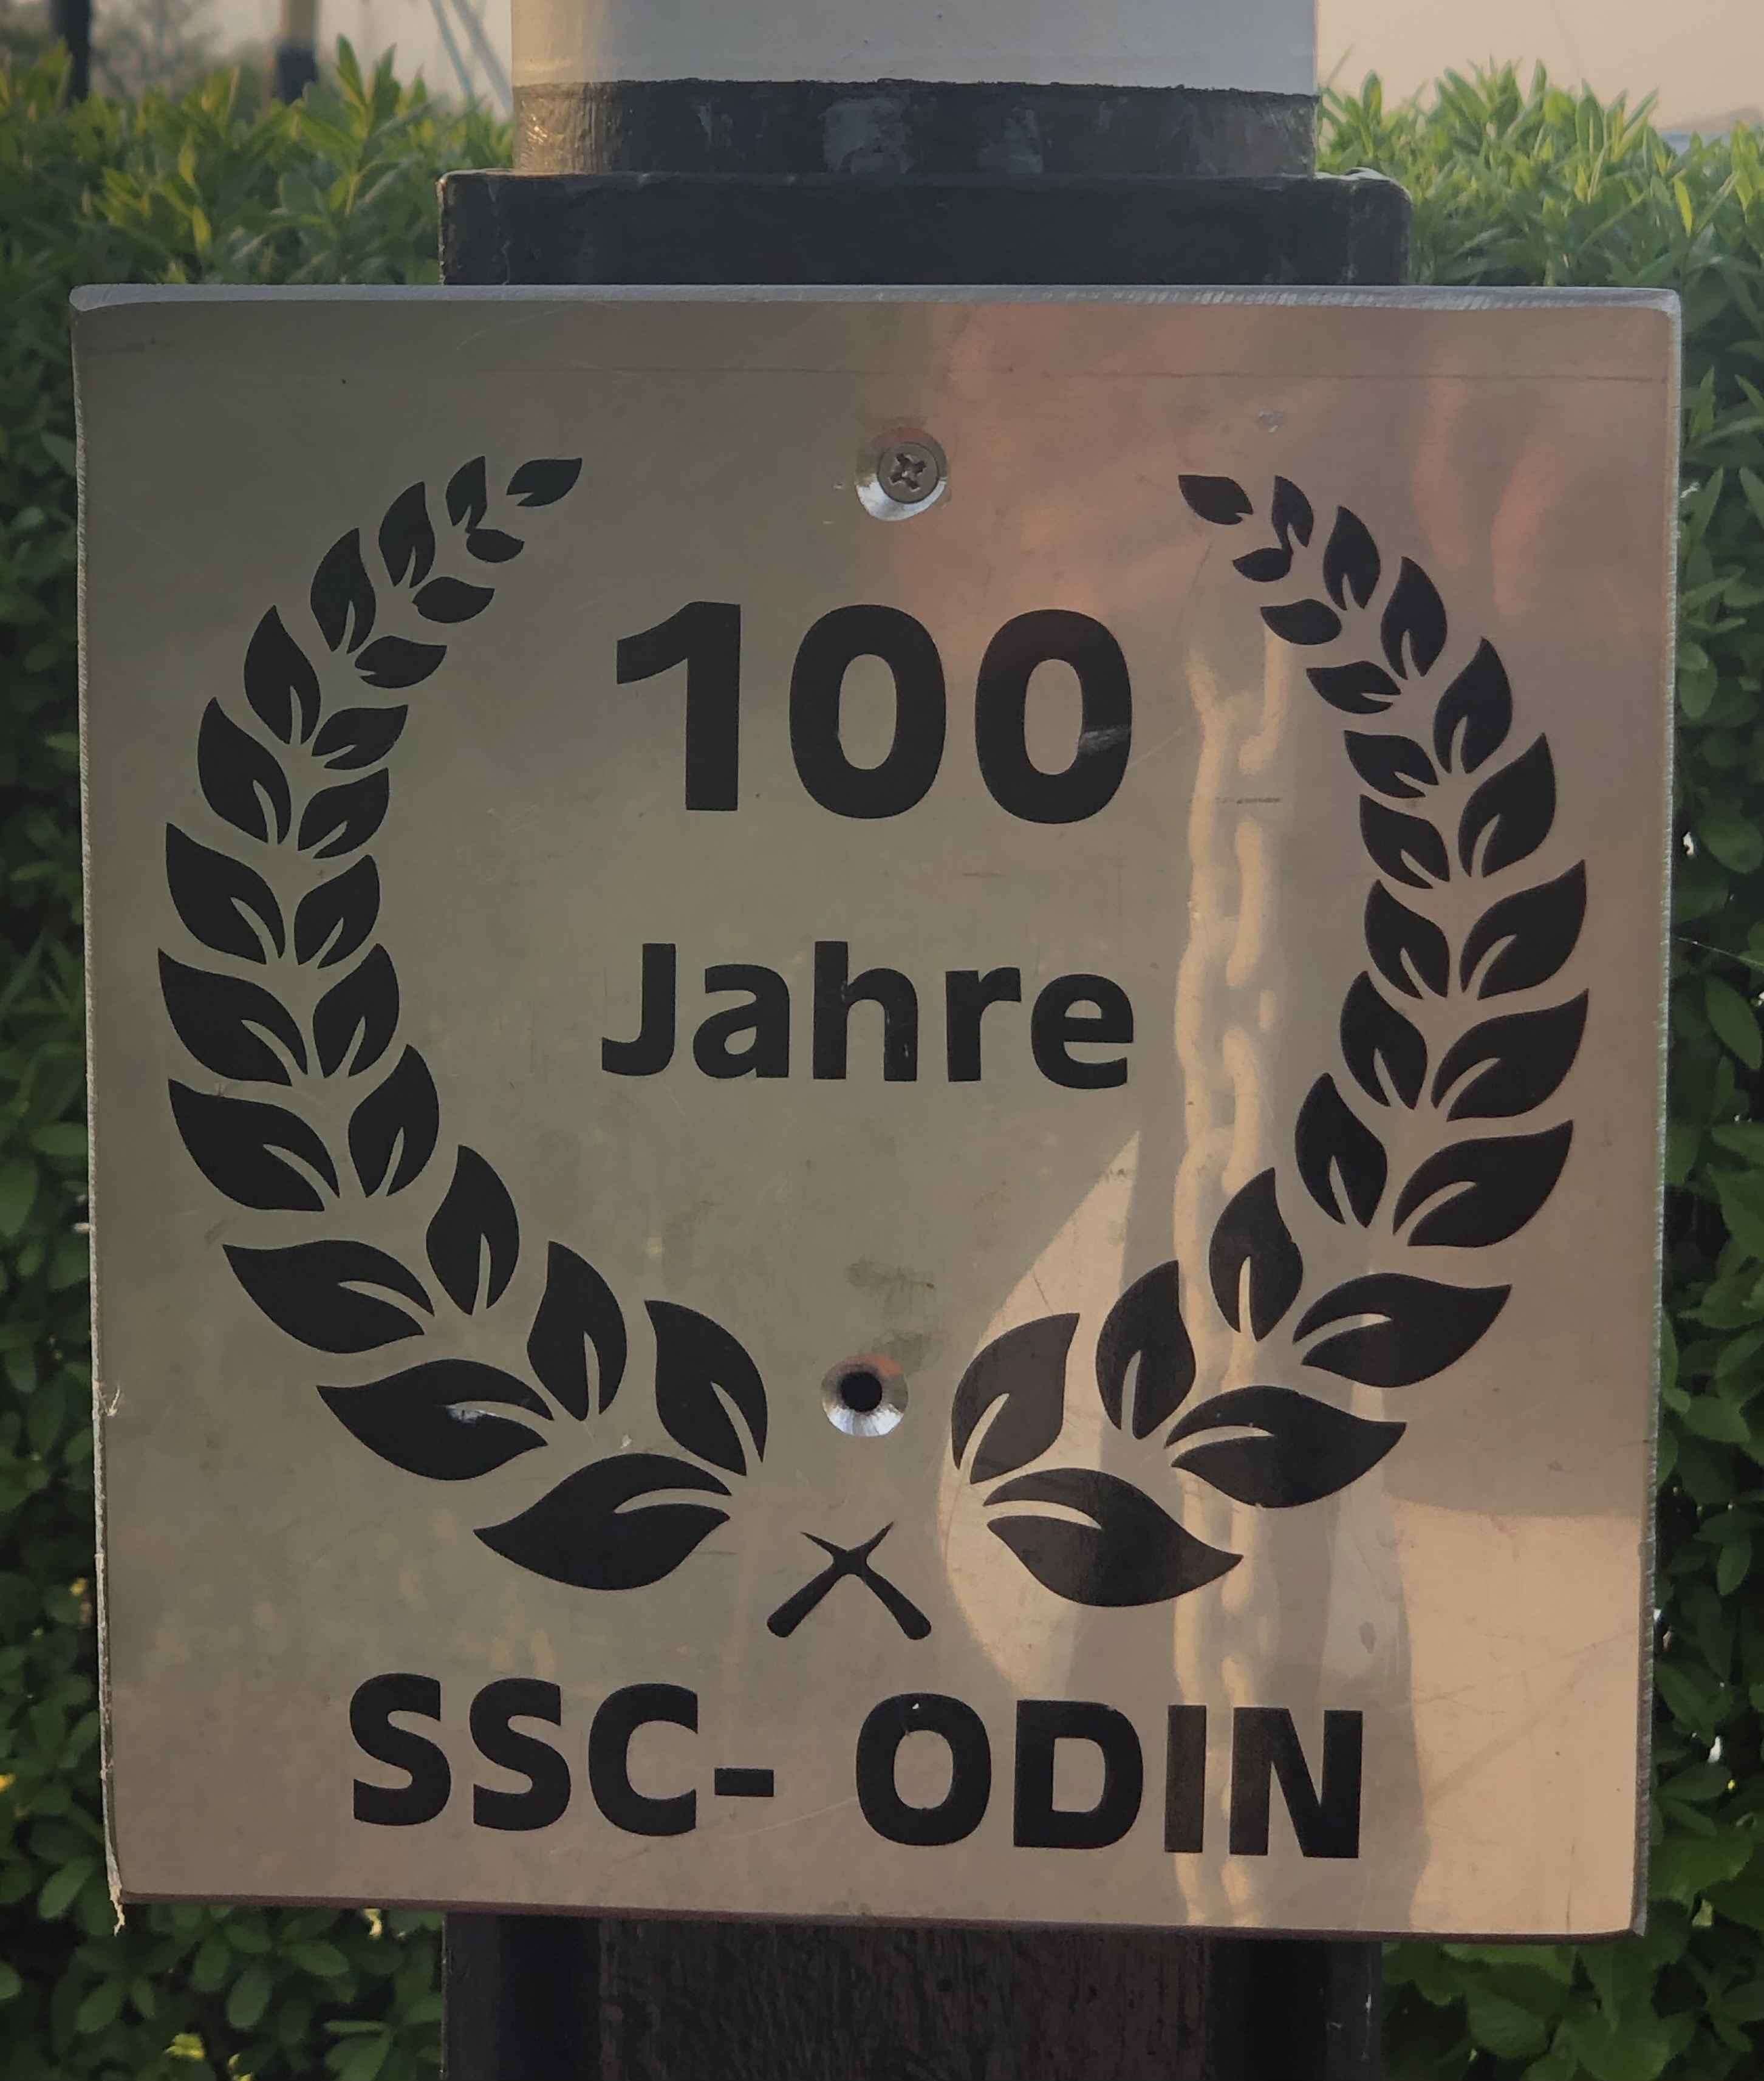 100
Jahre
SSC- ODIN